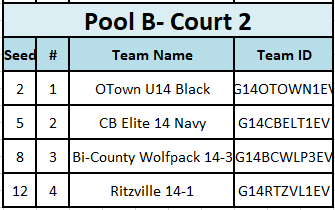 Pool B- Court 2
Seed # Team Name Team ID
2 1 OTown U14 Black G14OTOWN1EV
5 2 CB Elite 14 Navy G14CBELT1EV
8 3 Bi-County Wolfpack 14-3 G14BCWLP3EV
12 4 Ritzville 14-1 G14RTZVL1EV